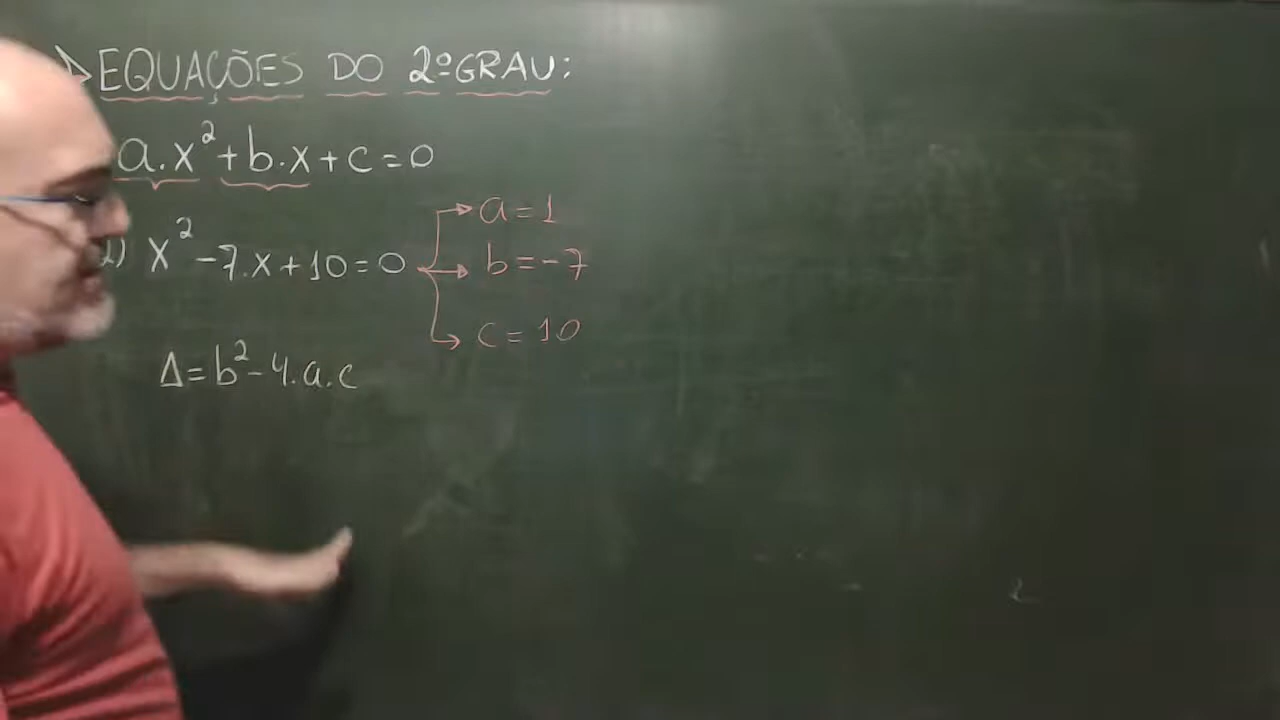 EQUAÇÕES DO 2º GRAU:
a.x²+b.x+c=0
x²-7.x+10=0
a=1
b=-7
c=10
Δ=b²-4.a.c